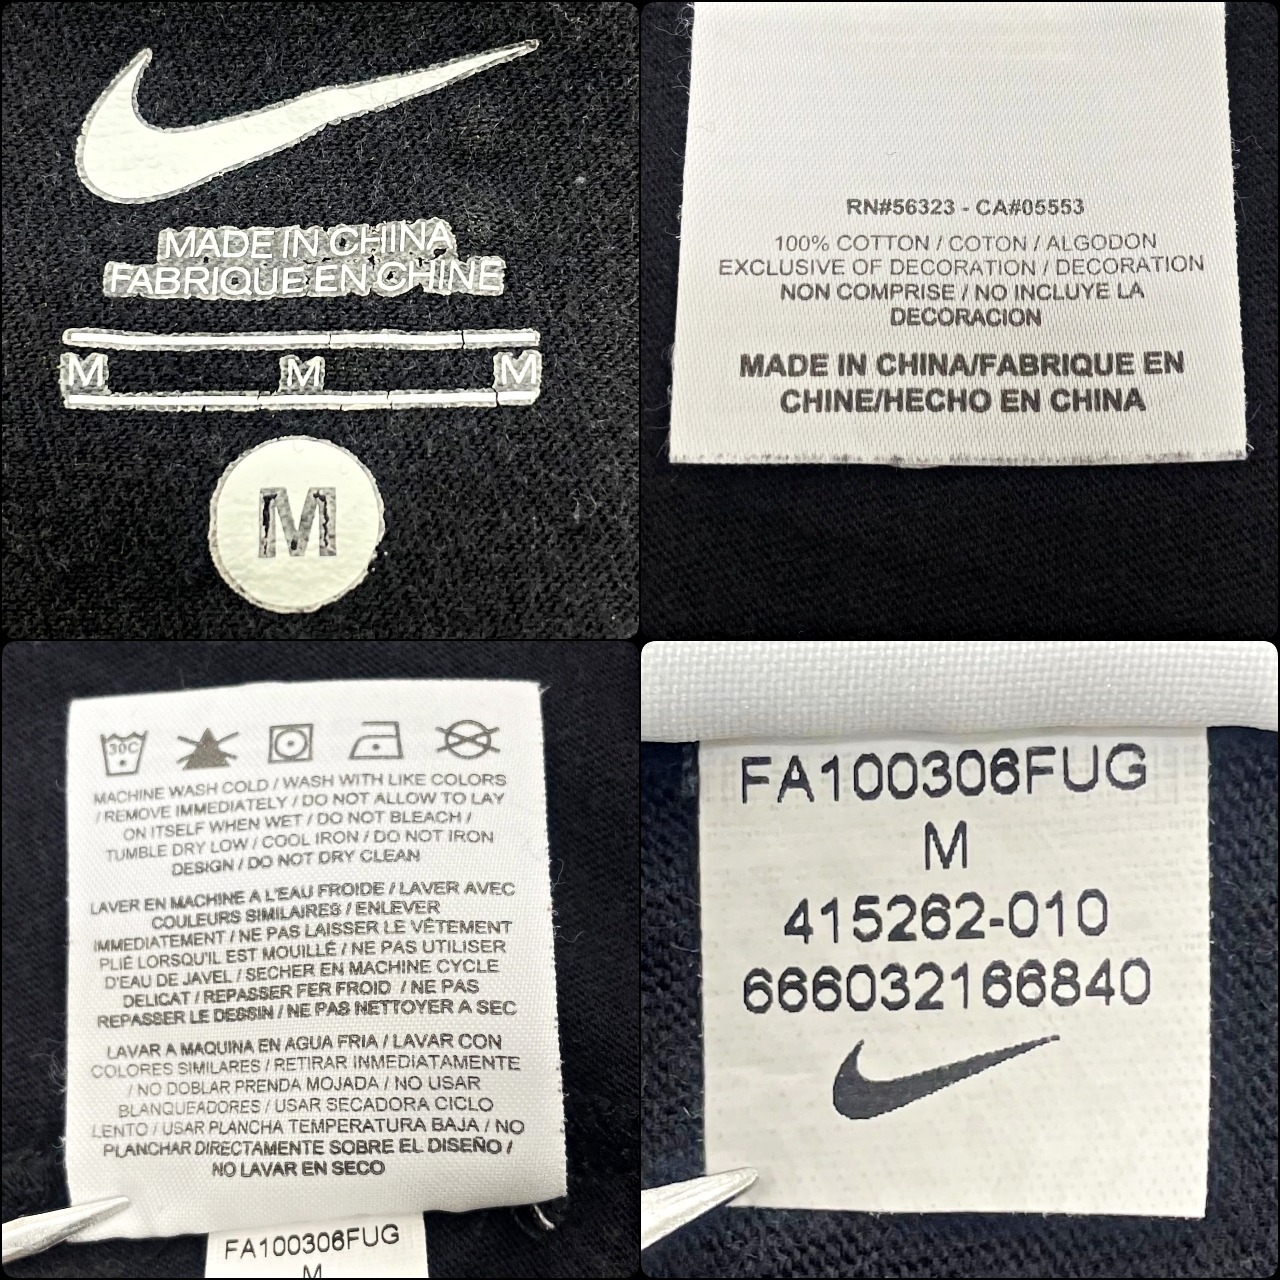 MADE IN CHINA
FABRIQUE EN CHINE
M M M
M
RN#56323 - CA#05553
100% COTTON / COTON / ALGODON
EXCLUSIVE OF DECORATION / DECORATION
NON COMPRISE / NO INCLUYE LA
DECORACION
MADE IN CHINA/FABRIQUE EN
CHINE/HECHO EN CHINA
30C
MACHINE WASH COLD / WASH WITH LIKE COLORS
/ REMOVE IMMEDIATELY / DO NOT ALLOW TO LAY
ON ITSELF WHEN WET / DO NOT BLEACH /
TUMBLE DRY LOW / COOL IRON / DO NOT IRON
DESIGN / DO NOT DRY CLEAN
LAVER EN MACHINE A L'EAU FROIDE / LAVER AVEC
COULEURS SIMILAIRES / ENLEVER
IMMEDIATEMENT / NE PAS LAISSER LE VÊTEMENT
PLIÉ LORSQU'IL EST MOUILLÉ / NE PAS UTILISER
D'EAU DE JAVEL / SECHER EN MACHINE CYCLE
DELICAT / REPASSER FER FROID / NE PAS
REPASSER LE DESSIN / NE PAS NETTOYER A SEC
LAVAR A MAQUINA EN AGUA FRIA / LAVAR CON
COLORES SIMILARES / RETIRAR INMEDIATAMENTE
/ NO DOBLAR PRENDA MOJADA / NO USAR
BLANQUEADORES / USAR SECADORA CICLO
LENTO / USAR PLANCHA TEMPERATURA BAJA / NO
PLANCHAR DIRECTAMENTE SOBRE EL DISEÑO /
NO LAVAR EN SECO
FA100306FUG
M
FA100306FUG
M
415262-010
666032166840